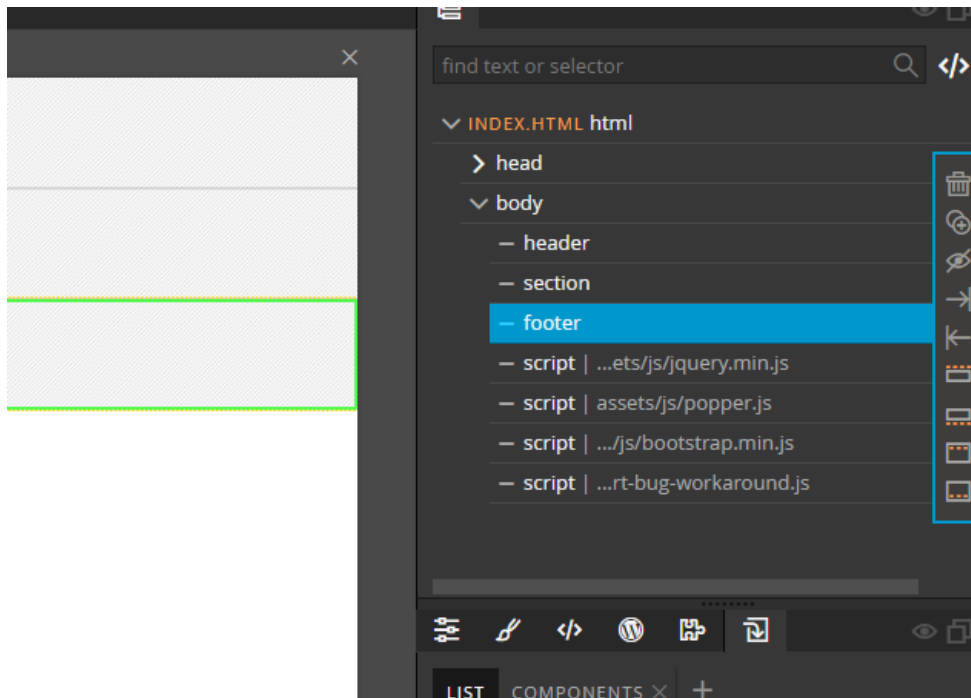 find text or selector
INDEX.HTML html
head
body
header
section
footer
script | ...ets/js/jquery.min.js
script | assets/js/popper.js
script | .../js/bootstrap.min.js
script | ...rt-bug-workaround.js
LIST COMPONENTS